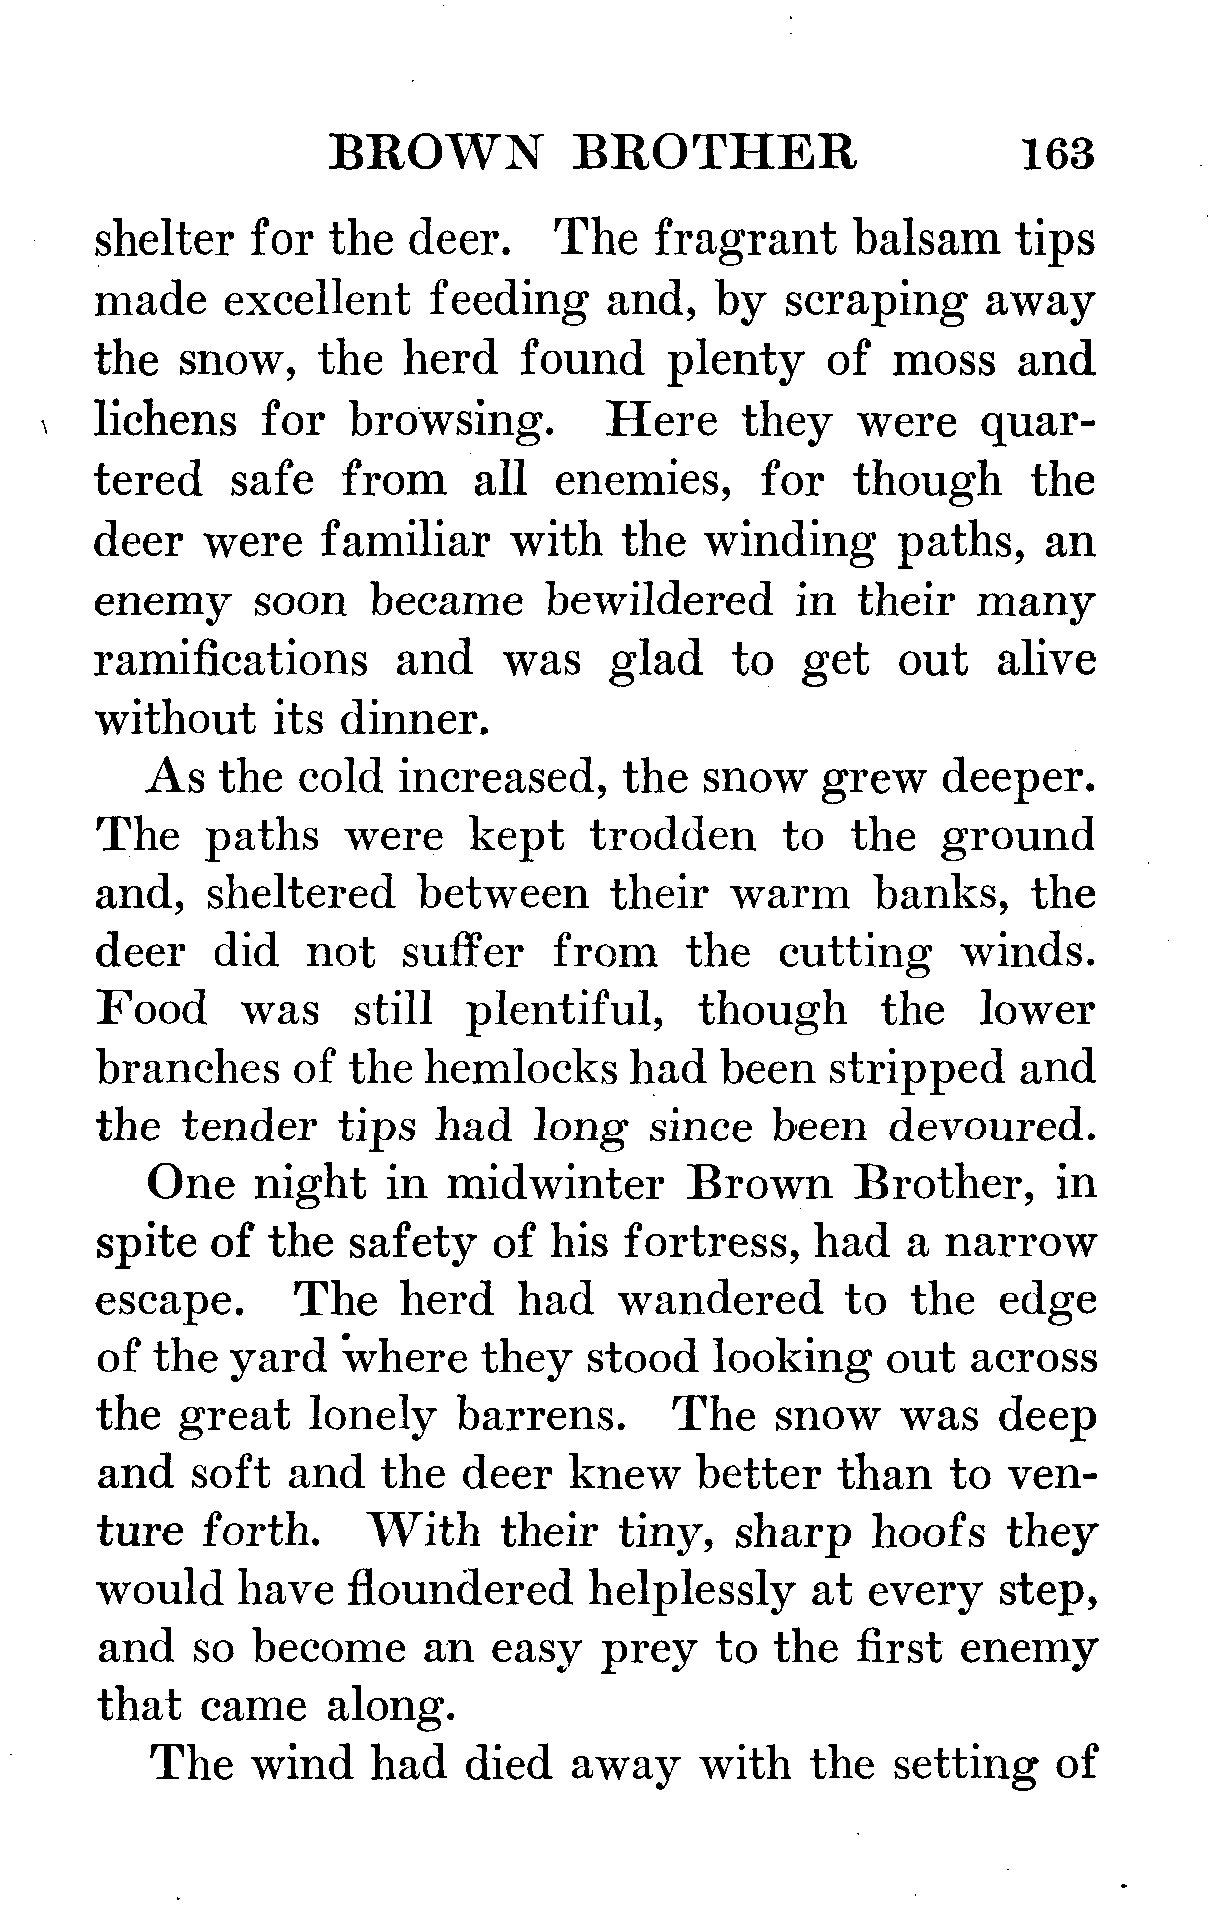 BROWN BROTHER 163
shelter for the deer. The fragrant balsam tips
made excellent feeding and, by scraping away
the snow, the herd found plenty of moss and
lichens for browsing. Here they were quar-
tered safe from all enemies, for though the
deer were familiar with the winding paths, an
enemy soon became bewildered in their many
ramifications and was glad to get out alive
without its dinner.
As the cold increased, the snow grew deeper.
The paths were kept trodden to the ground
and, sheltered between their warm banks, the
deer did not suffer from the cutting winds.
Food was still plentiful, though the lower
branches of the hemlocks had been stripped and
the tender tips had long since been devoured.
One night in midwinter Brown Brother, in
spite of the safety of his fortress, had a narrow
escape. The herd had wandered to the edge
of the yard where they stood looking out across
the great lonely barrens. The snow was deep
and soft and the deer knew better than to ven-
ture forth. With their tiny, sharp hoofs they
would have floundered helplessly at every step,
and so become an easy prey to the first enemy
that came along.
The wind had died away with the setting of